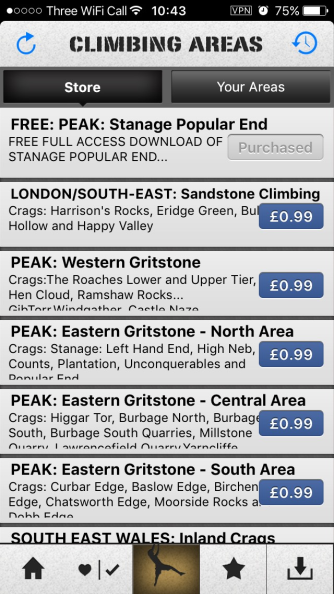 Three WiFi Call 10:43 VPN 75%
CLIMBING AREAS
Store Your Areas
FREE: PEAK: Stanage Popular End
FREE FULL ACCESS DOWNLOAD OF
STANAGE POPULAR END...
Purchased
LONDON/SOUTH-EAST: Sandstone Climbing
Crags: Harrison's Rocks, Eridge Green, Bul
Hollow and Happy Valley
£0.99
PEAK: Western Gritstone
Crags:The Roaches Lower and Upper Tier,
Hen Cloud, Ramshaw Rocks...
GibTorr,Windgather, Castle Naze
£0.99
PEAK: Eastern Gritstone - North Area
Crags: Stanage: Left Hand End, High Neb,
Counts, Plantation, Unconquerables and
Popular End
£0.99
PEAK: Eastern Gritstone - Central Area
Crags: Higgar Tor, Burbage North, Burbage
South, Burbage South Quarries, Millstone
Quarry, Lawrencefield Quarry,Yarncliffe
£0.99
PEAK: Eastern Gritstone - South Area
Crags: Curbar Edge, Baslow Edge, Birchen
Edge, Chatsworth Edge, Moorside Rocks a
Dobb Edge
£0.99
SOUTH EAST WALES: Inland Crags